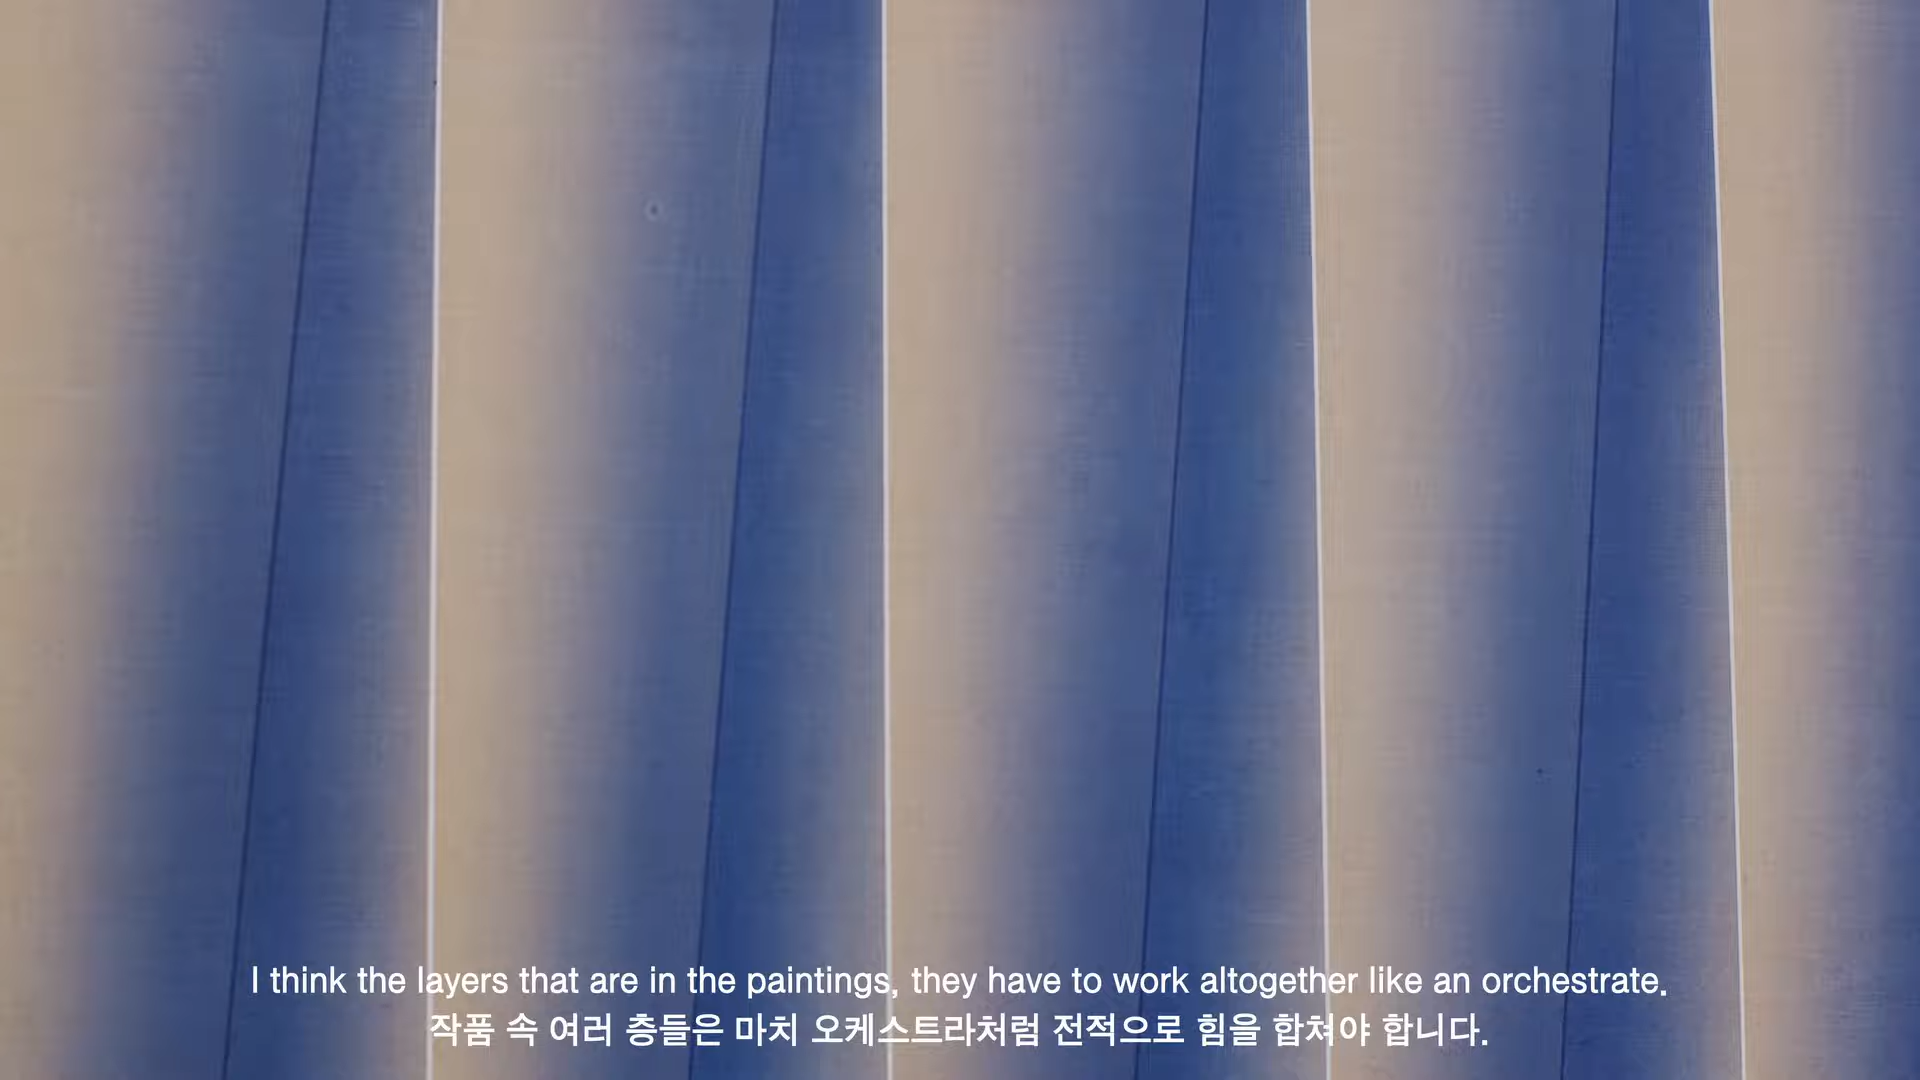 I think the layers that are in the paintings, they have to work altogether like an orchestrate.
작품 속 여러 층들은 마치 오케스트라처럼 전적으로 힘을 합쳐야 합니다.